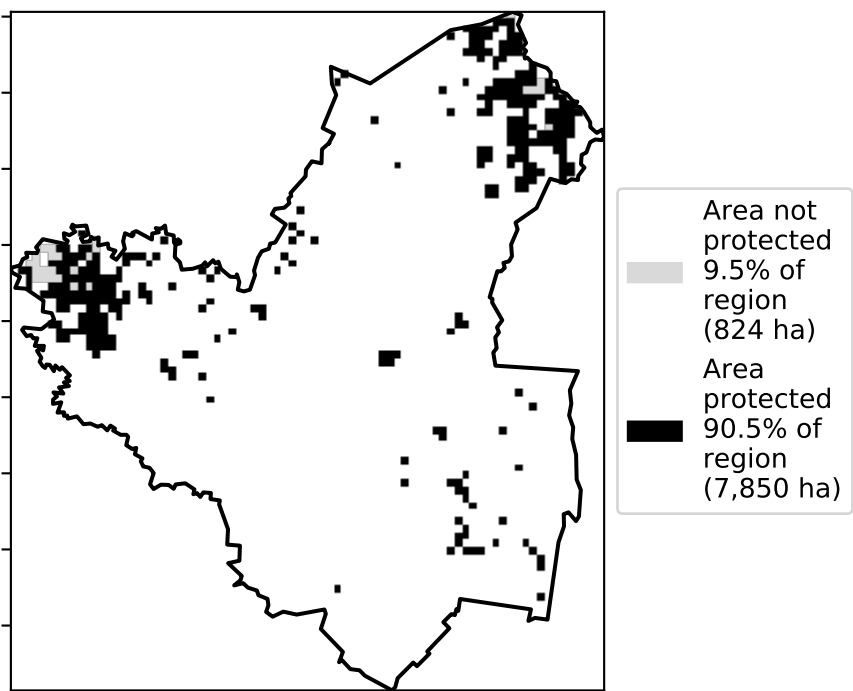 Area not
protected
9.5% of
region
(824 ha)
Area
protected
90.5% of
region
(7,850 ha)